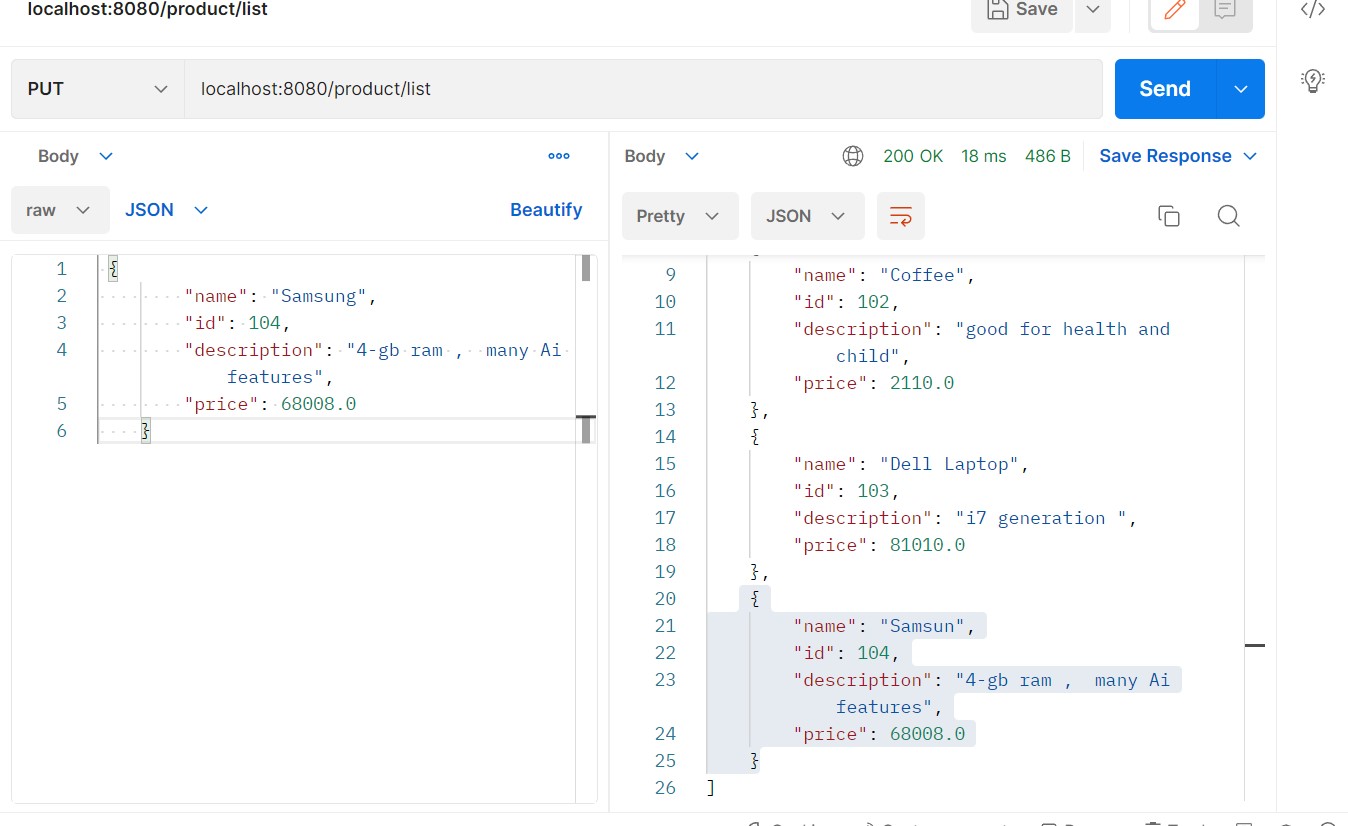 localhost:8080/product/list
Save
PUT
localhost:8080/product/list
Send
Body
raw
JSON
Beautify
1 {
2 "name": "Samsung",
3 "id": 104,
4 "description": "4-gb ram ,  many Ai
features",
5 "price": 68008.0
6 }
Body
200 OK 18 ms 486 B Save Response
Pretty
JSON
9 "name": "Coffee",
10 "id": 102,
11 "description": "good for health and
child",
12 "price": 2110.0
13 },
14 {
15 "name": "Dell Laptop",
16 "id": 103,
17 "description": "i7 generation ",
18 "price": 81010.0
19 },
20 {
21 "name": "Samsun",
22 "id": 104,
23 "description": "4-gb ram ,  many Ai
features",
24 "price": 68008.0
25 }
26 ]